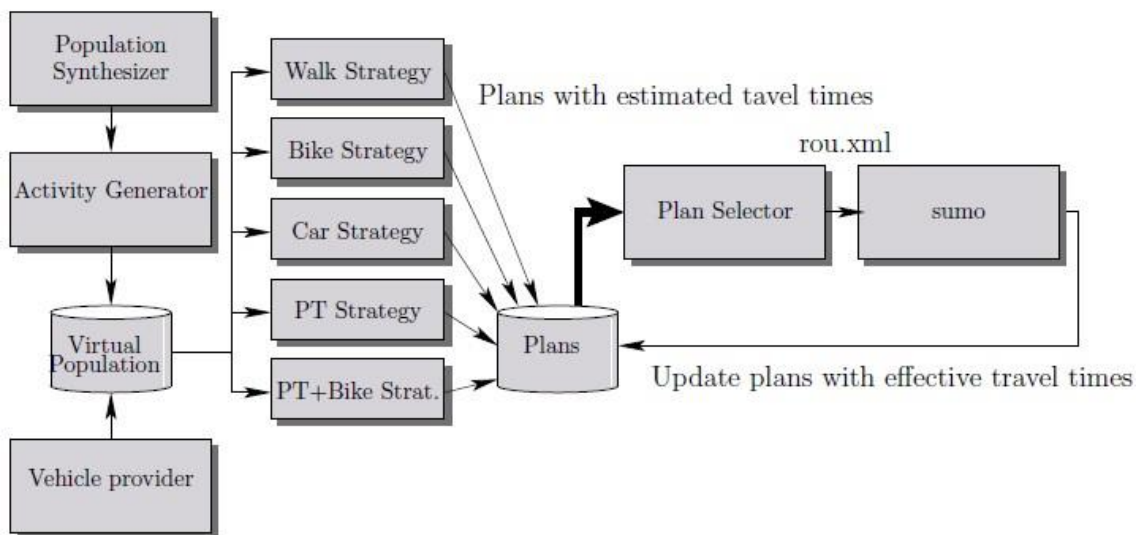 Population
Synthesizer
Activity Generator
Virtual
Population
Vehicle provider
Walk Strategy
Bike Strategy
Car Strategy
PT Strategy
PT+Bike Strat.
Plans with estimated tavel times
Plans
rou.xml
Plan Selector
sumo
Update plans with effective travel times